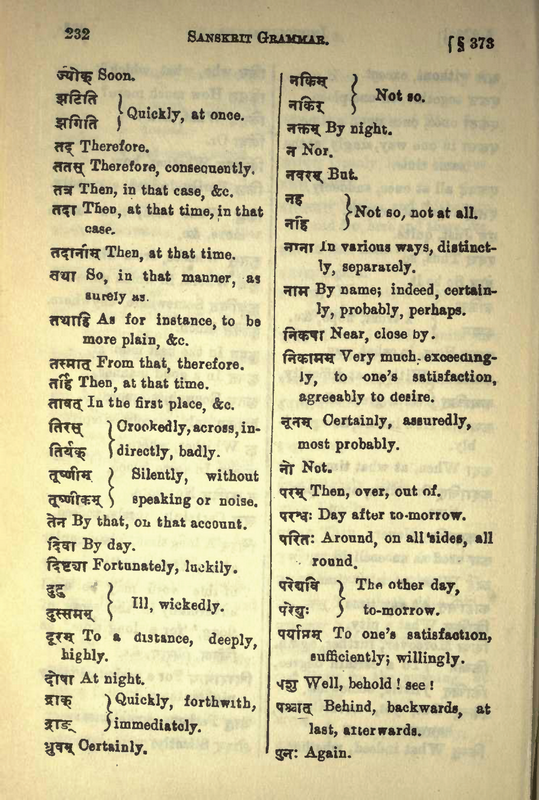 232
SANSKRIT GRAMMAR.
[§ 373
ज्योक् Soon.
झटिति
झगिति
Quickly, at once.
तद् Therefore.
ततस् Therefore, consequently.
तत्र Then, in that case, &c.
तदा Then, at that time, in that
case.
तदानीम् Then, at that time.
तथा So, in that manner, as
surely as.
तथाहि As for instance, to be
more plain, &c.
तस्मात् From that, therefore.
तर्हि Then, at that time.
तावत् In the first place, &c.
तिरस्
तिर्यक्
Crookedly, across, in-
directly, badly.
तूष्णीम्
तूष्णीकम्
Silently, without
speaking or noise.
तेन By that, on that account.
दिवा By day.
दिष्ट्या Fortunately, luckily.
दुष्ठु
दुस्समम्
Ill, wickedly.
दूरम् To a distance, deeply,
highly.
दोषा At night.
द्राक्
द्राङ्
Quickly, forthwith,
immediately.
ध्रुवम् Certainly.
नकिस्
नकिर्
Not so.
नक्तम् By night.
न Nor.
नवरम् But.
नह
नहि
Not so, not at all.
In various ways, distinct-
ly, separately.
नाम By name; indeed, certain-
ly, probably, perhaps.
निकषा Near, close by.
निकामम् Very much, exceeding-
ly, to one's satisfaction,
agreeably to desire.
नूनम् Certainly, assuredly,
most probably.
नो Not.
परम् Then, over, out of.
परश्वः Day after to-morrow.
परितः Around, on all sides, all
round.
परेद्यवि
परेद्युः
The other day,
to-morrow.
पर्याप्तम् To one's satisfaction,
sufficiently; willingly.
पशु Well, behold! see!
पश्चात् Behind, backwards, at
last, afterwards.
पुनः Again.